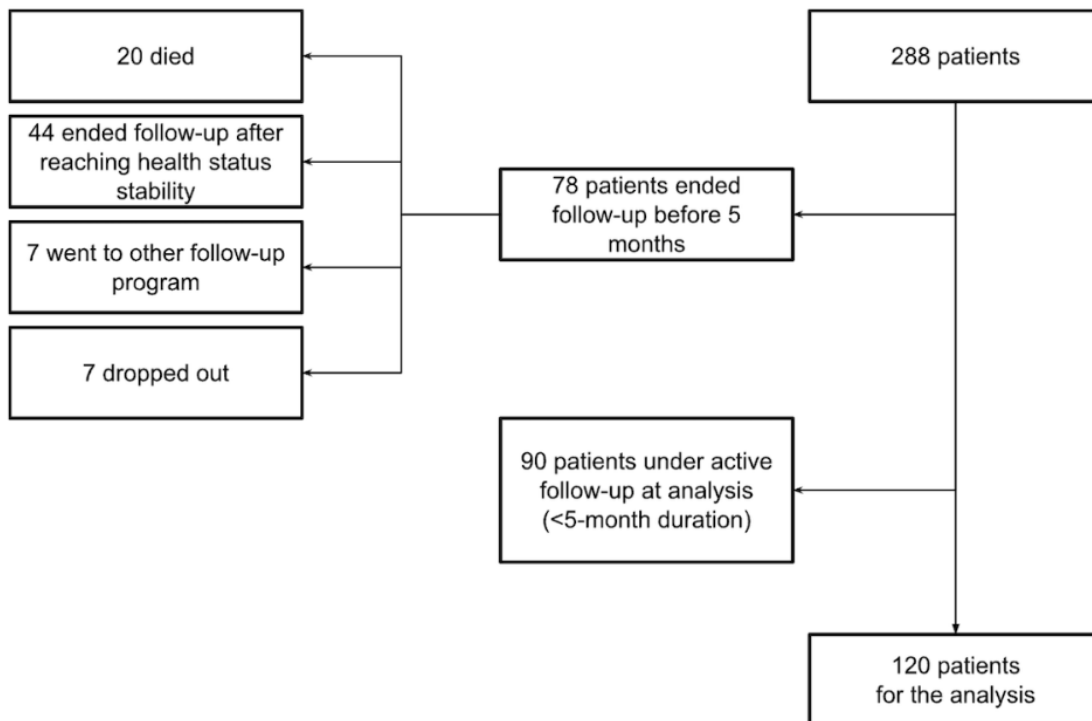 288 patients
20 died
44 ended follow-up after
reaching health status
stability
78 patients ended
follow-up before 5
months
7 went to other follow-up
program
7 dropped out
90 patients under active
follow-up at analysis
(<5-month duration)
120 patients
for the analysis